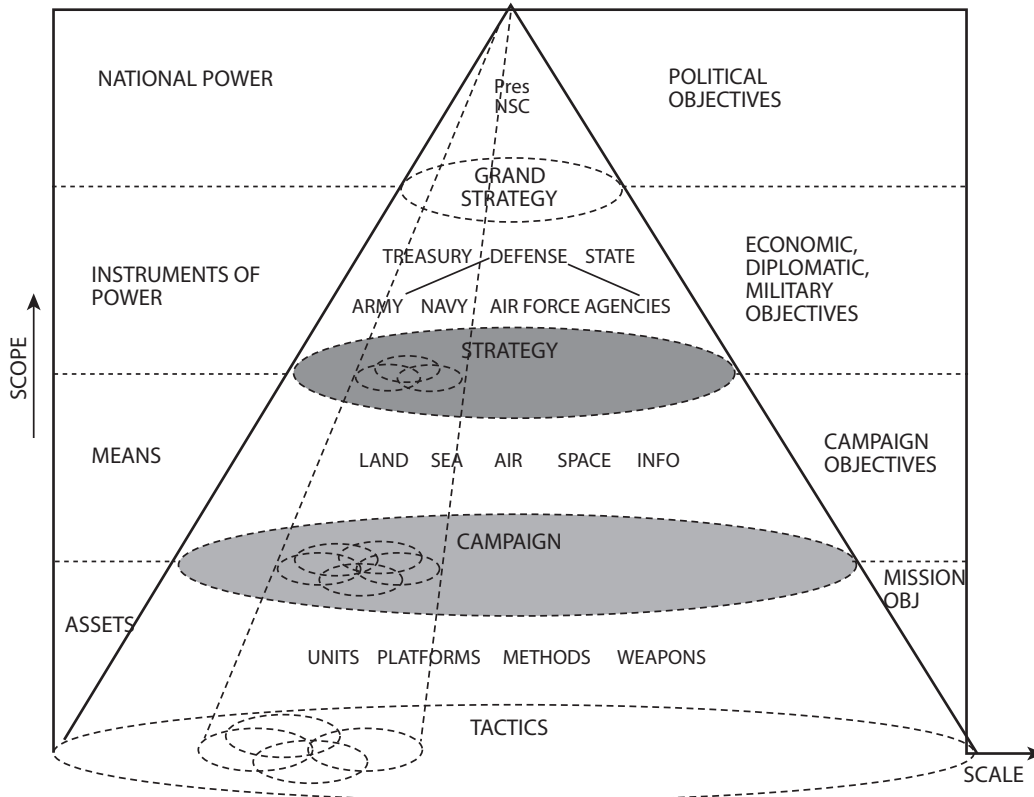 NATIONAL POWER
POLITICAL
OBJECTIVES
Pres
NSC
GRAND
STRATEGY
INSTRUMENTS OF
POWER
TREASURY DEFENSE STATE
ARMY NAVY AIR FORCE AGENCIES
ECONOMIC,
DIPLOMATIC,
MILITARY
OBJECTIVES
STRATEGY
SCOPE
MEANS
LAND SEA AIR SPACE INFO
CAMPAIGN
OBJECTIVES
CAMPAIGN
MISSION
OBJ
ASSETS
UNITS PLATFORMS METHODS WEAPONS
TACTICS
SCALE